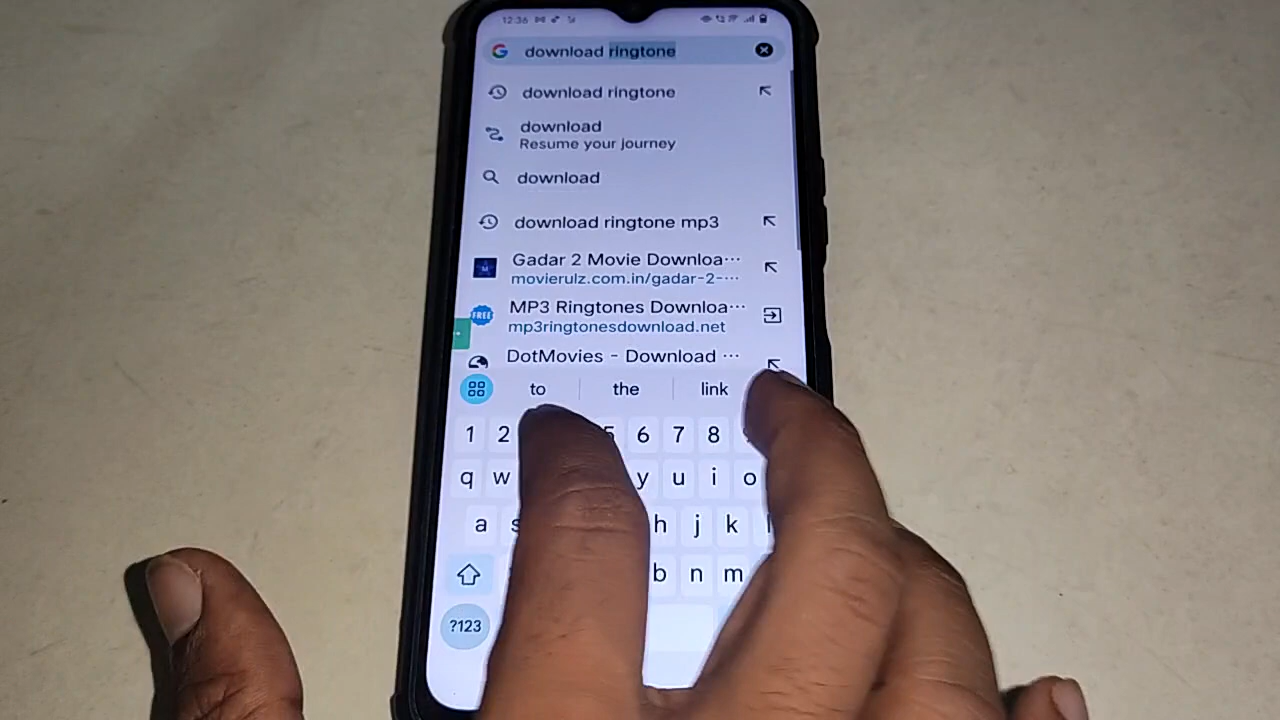 12:36
download ringtone
download ringtone
download
Resume your journey
download
download ringtone mp3
Gadar 2 Movie Downloa···
movierulz.com.in/gadar-2-···
FREE
MP3 Ringtones Downloa···
mp3ringtonesdownload.net
DotMovies - Download ···
to the link
1 2 5 6 7 8
q w y u i o
a s h j k l
b n m
?123